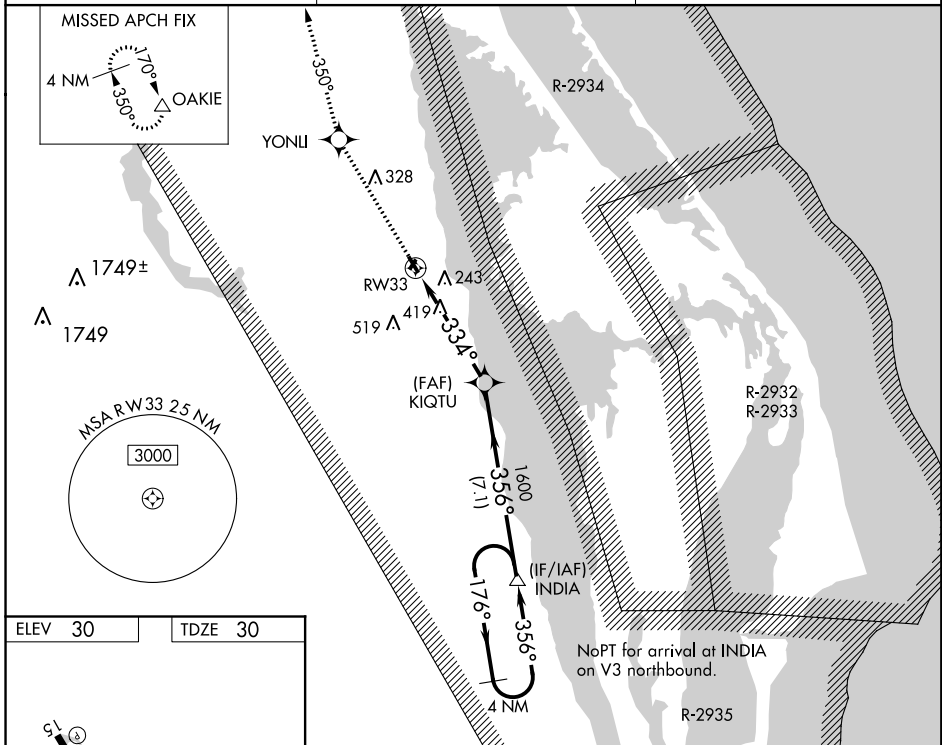 MISSED APCH FIX
4 NM
170°
350°
OAKIE
350°
YONLI
328
R-2934
1749±
1749
RW33
243
419
519
334°
(FAF)
KIQTU
R-2932
R-2933
MSA RW33 25 NM
3000
1600
356°
(7.1)
(IF/IAF)
INDIA
176°
356°
4 NM
NoPT for arrival at INDIA
on V3 northbound.
R-2935
ELEV 30
TDZE 30
15
P